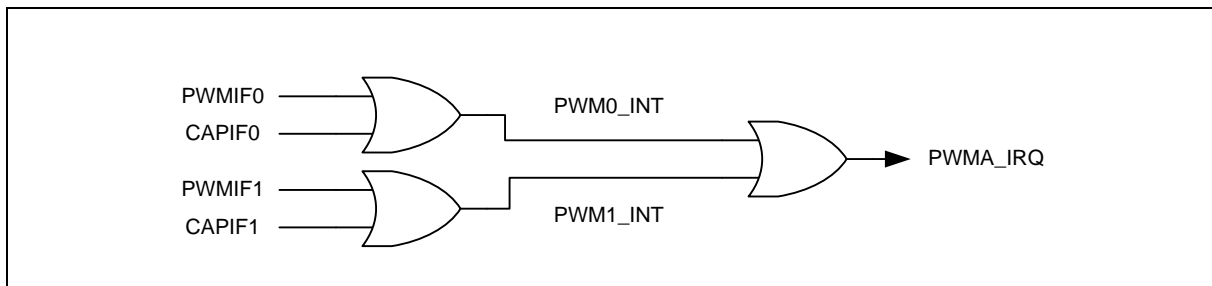 PWMIF0
CAPIF0
PWM0_INT
PWMA_IRQ
PWMIF1
CAPIF1
PWM1_INT